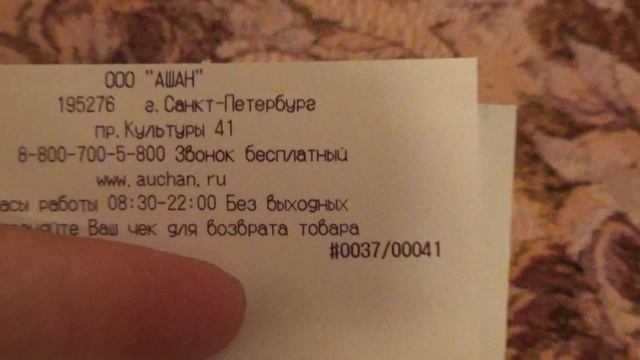 ООО "АШАН"
195276 г. Санкт-Петербург
пр. Культуры 41
8-800-700-5-800 Звонок бесплатный
www.auchan.ru
работы 08:30-22:00 Без выходных
Ваш чек для возврата товара
#0037/00041